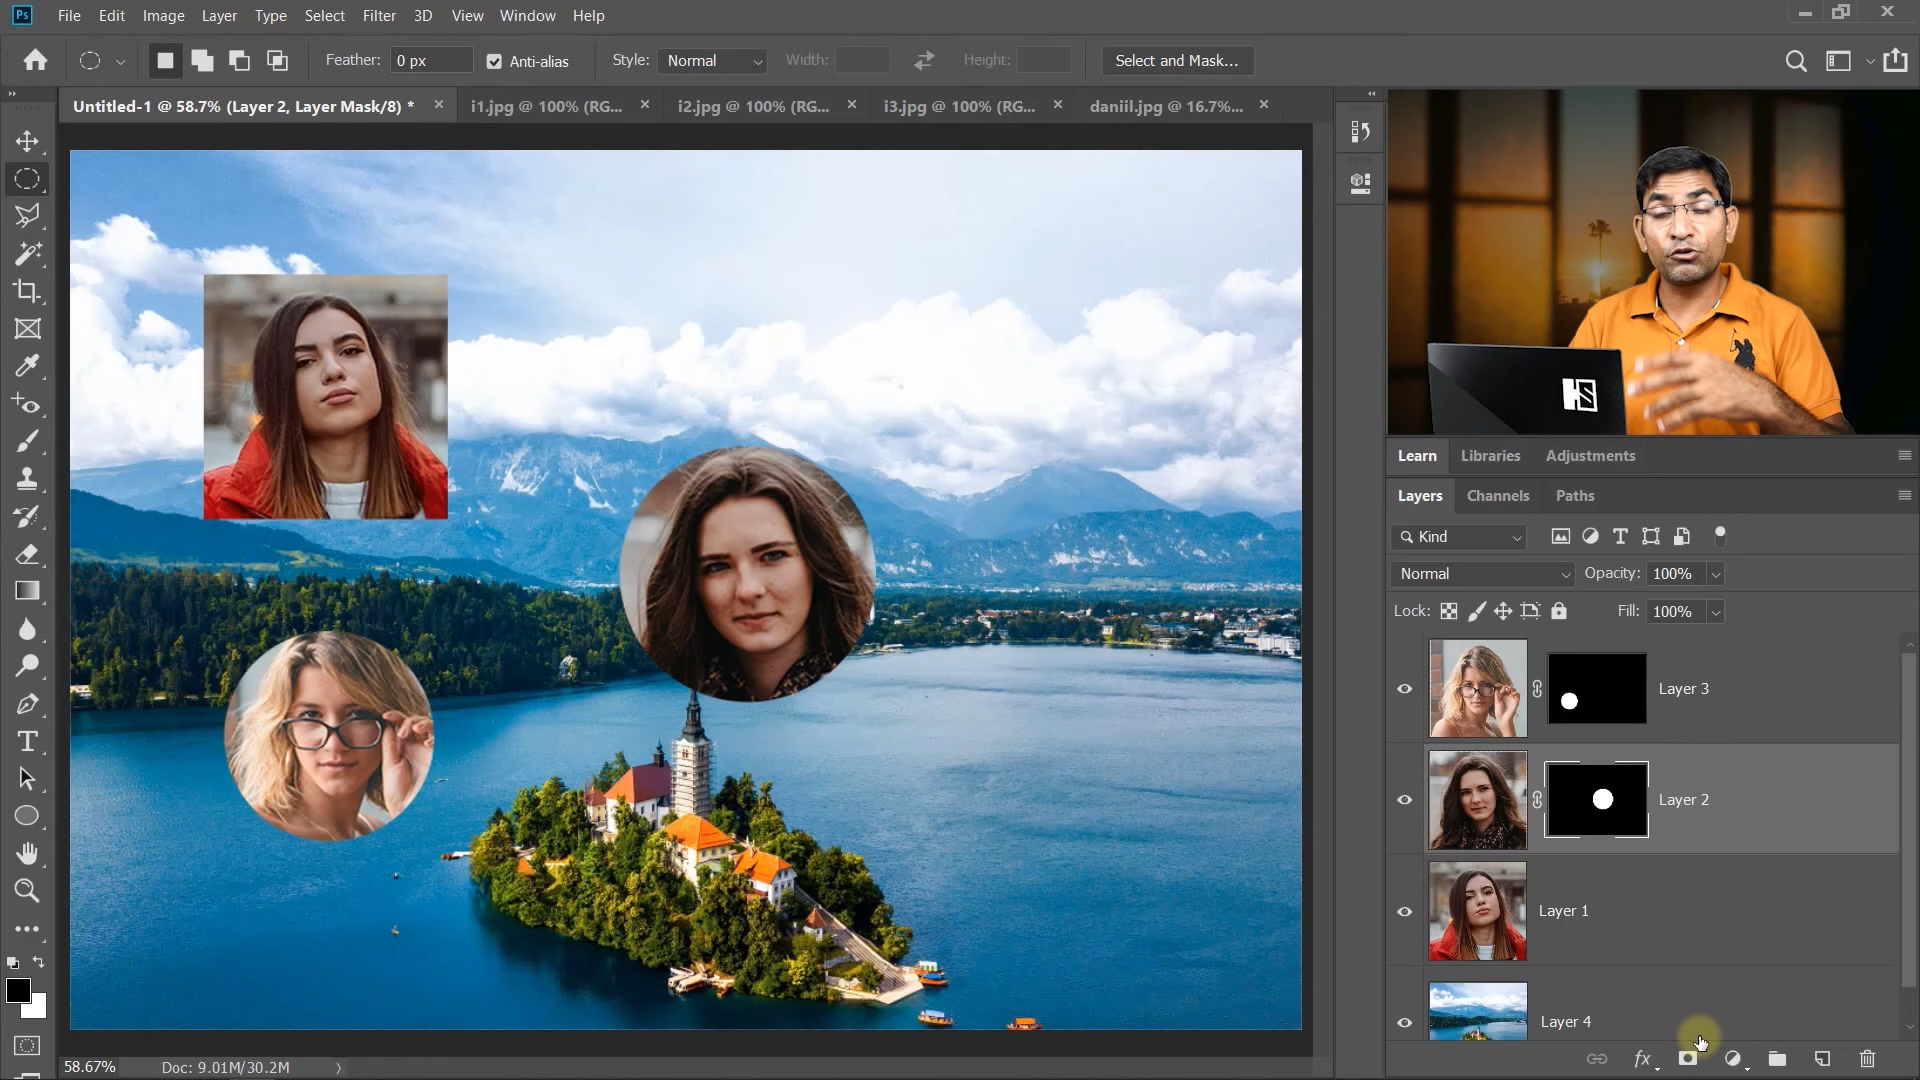 Ps File Edit Image Layer Type Select Filter 3D View Window Help
Feather: 0 px Anti-alias Style: Normal Width: Height: Select and Mask...
Untitled-1 @ 58.7% (Layer 2, Layer Mask/8) * i1.jpg @ 100% (RG... i2.jpg @ 100% (RG... i3.jpg @ 100% (RG... daniil.jpg @ 16.7%...
HS
Learn Libraries Adjustments
Layers Channels Paths
Kind
Normal Opacity: 100%
Lock: Fill: 100%
Layer 3
Layer 2
Layer 1
Layer 4
fx
58.67% Doc: 9.01M/30.2M